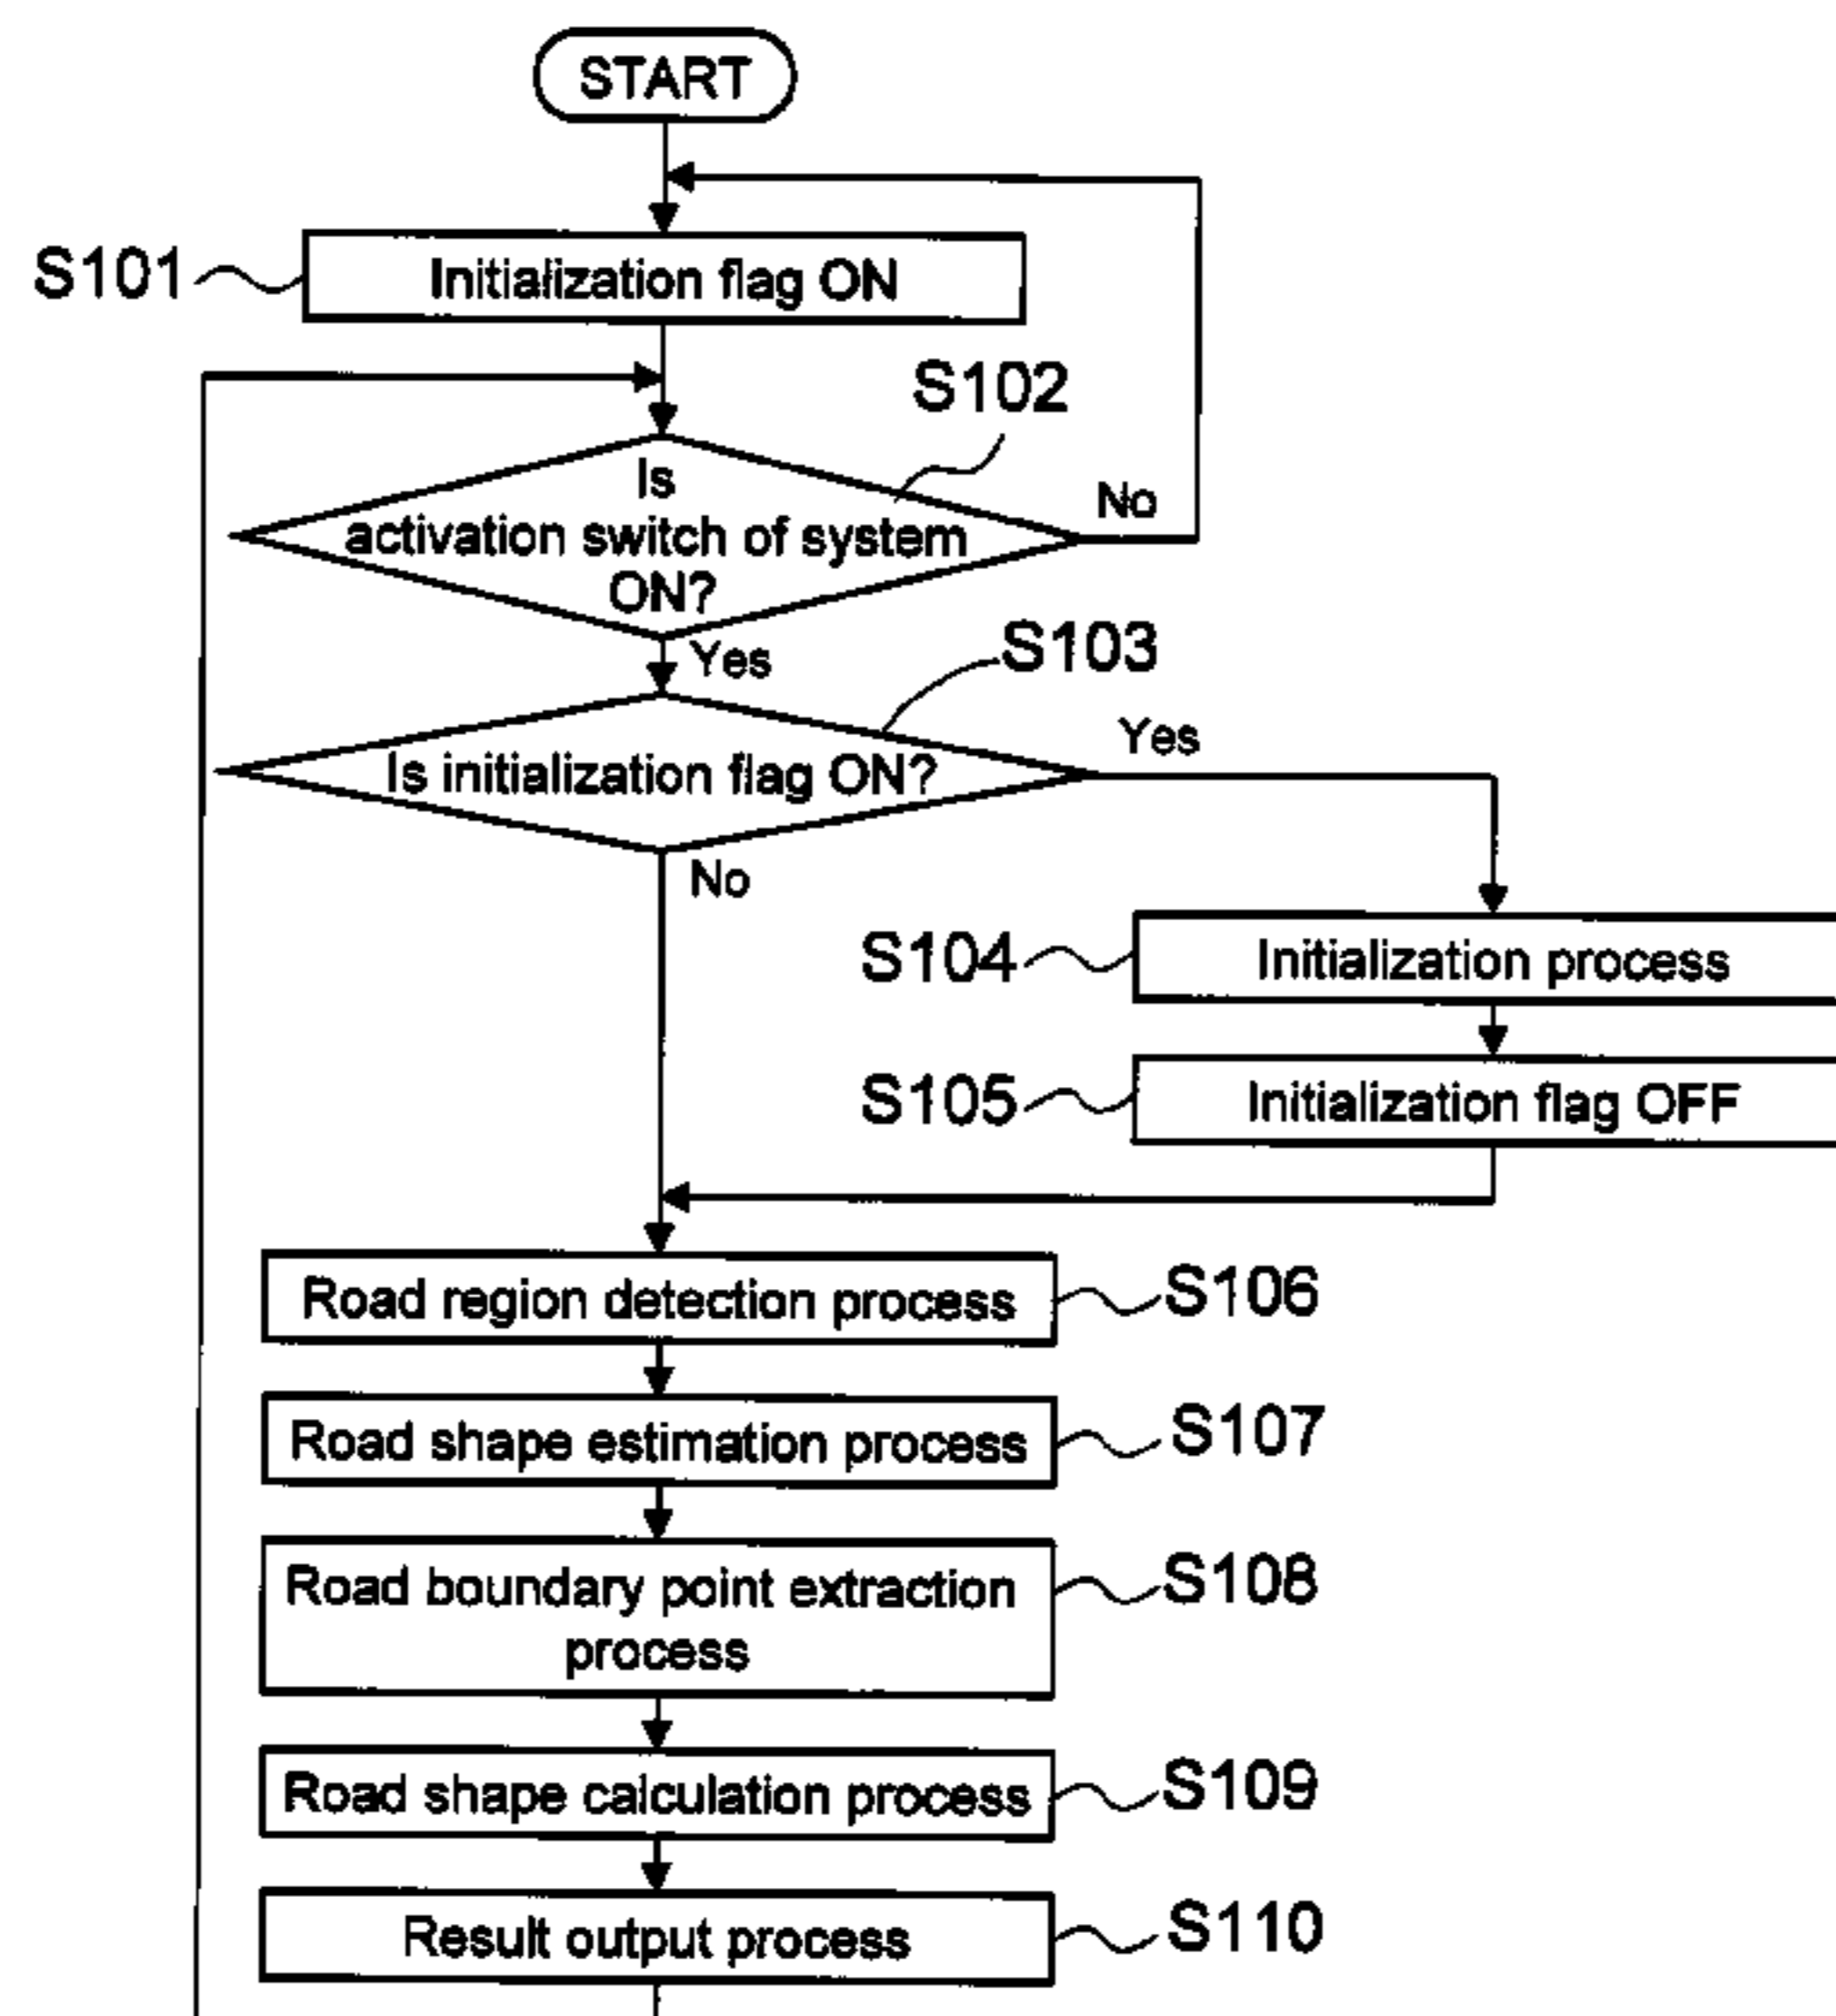 START
S101
Initialization flag ON
S102
Is
activation switch of system
ON?
No
Yes
S103
Is initialization flag ON?
Yes
No
S104
Initialization process
S105
Initialization flag OFF
Road region detection process
S106
Road shape estimation process
S107
Road boundary point extraction
process
S108
Road shape calculation process
S109
Result output process
S110